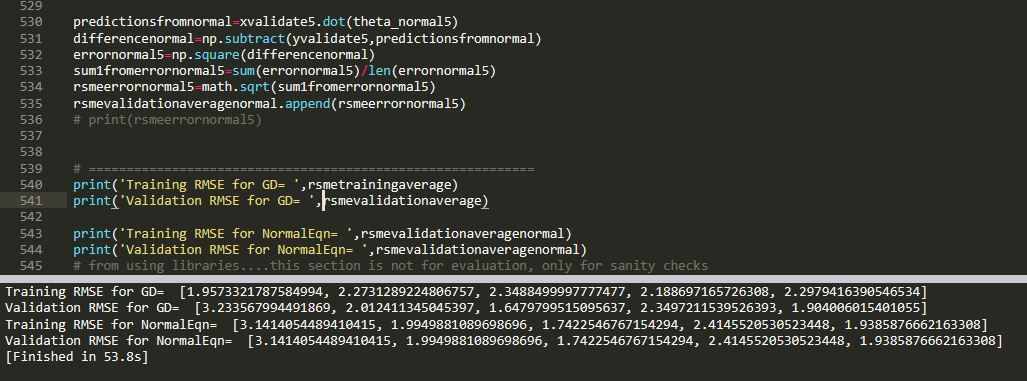 529
530 predictionsfromnormal=xvalidate5.dot(theta_normal5)
531 differencenormal=np.subtract(yvalidate5,predictionsfromnormal)
532 errornormal5=np.square(differencenormal)
533 sum1fromerrornormal5=sum(errornormal5)/len(errornormal5)
534 rsmeerrornormal5=math.sqrt(sum1fromerrornormal5)
535 rsmevalidationaveragenormal.append(rsmeerrornormal5)
536 # print(rsmeerrornormal5)
537
538
539 # ===========================================================
540 print('Training RMSE for GD= ',rsmetrainingaverage)
541 print('Validation RMSE for GD= ',rsmevalidationaverage)
542
543 print('Training RMSE for NormalEqn= ',rsmevalidationaveragenormal)
544 print('Validation RMSE for NormalEqn= ',rsmevalidationaveragenormal)
545 # from using libraries....this section is not for evaluation, only for sanity checks
Training RMSE for GD=  [1.9573321787584994, 2.2731289224806757, 2.3488499997777477, 2.188697165726308, 2.2979416390546534]
Validation RMSE for GD=  [3.233567994491869, 2.012411345045397, 1.6479799515095637, 2.3497211539526393, 1.904006015401055]
Training RMSE for NormalEqn=  [3.1414054489410415, 1.9949881089698696, 1.7422546767154294, 2.4145520530523448, 1.9385876662163308]
Validation RMSE for NormalEqn=  [3.1414054489410415, 1.9949881089698696, 1.7422546767154294, 2.4145520530523448, 1.9385876662163308]
[Finished in 53.8s]